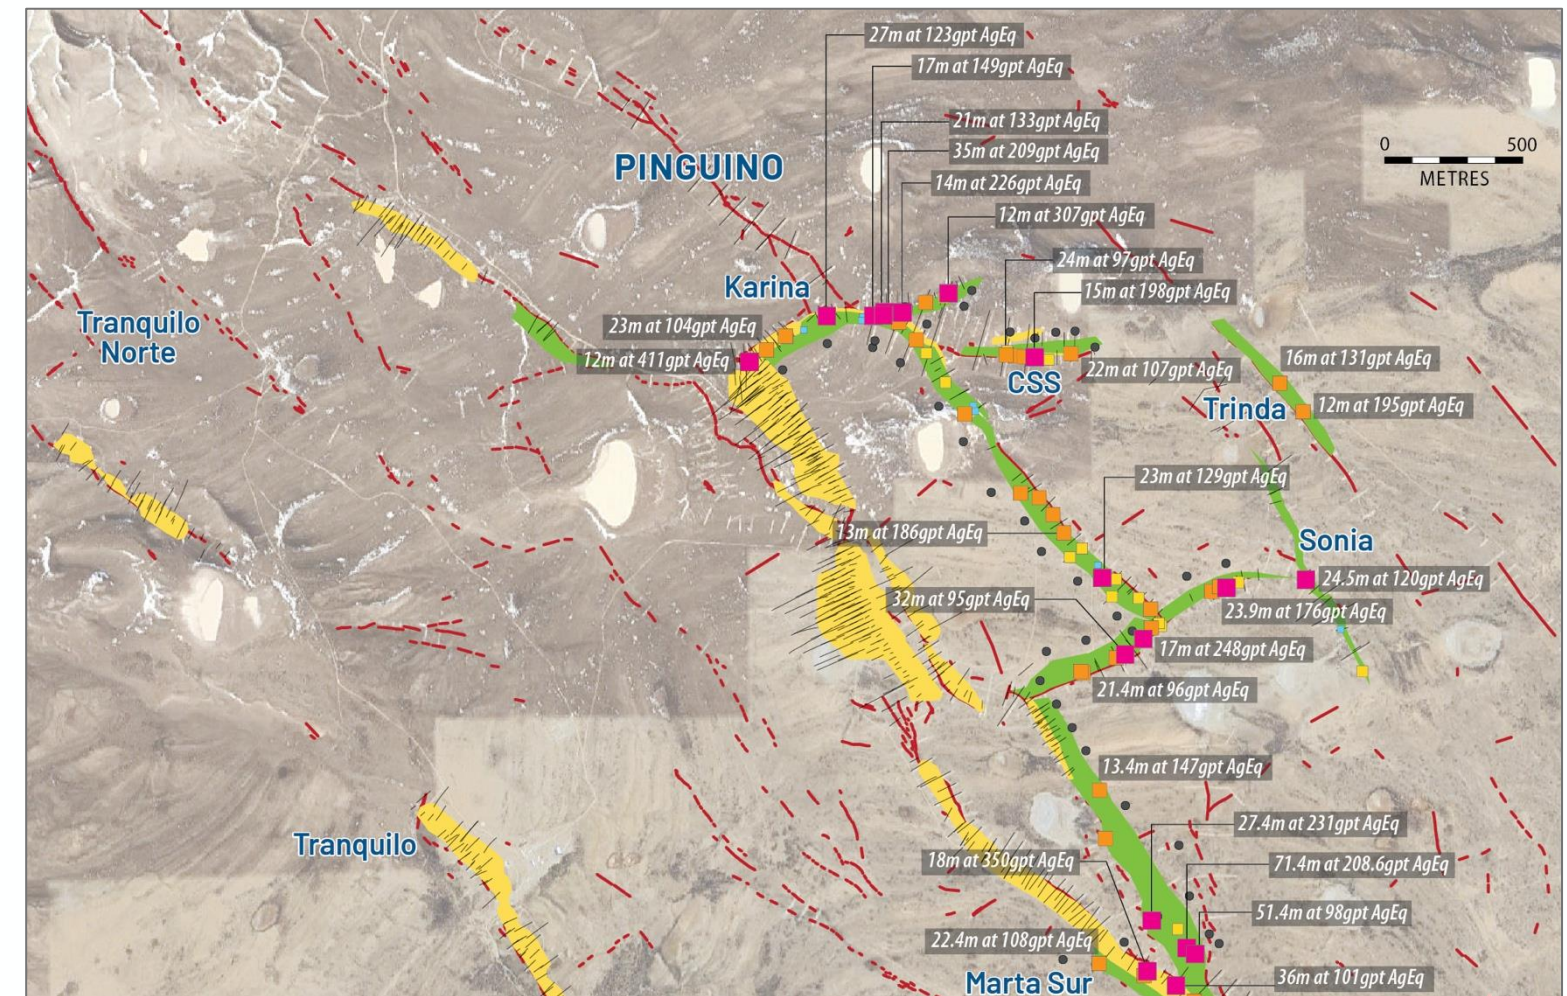 27m at 123gpt AgEq
17m at 149gpt AgEq
21m at 133gpt AgEq
35m at 209gpt AgEq
14m at 226gpt AgEq
12m at 307gpt AgEq
24m at 97gpt AgEq
15m at 198gpt AgEq
0 500
METRES
PINGUINO
Karina
23m at 104gpt AgEq
12m at 411gpt AgEq
Tranquilo
Norte
CSS
22m at 107gpt AgEq
16m at 131gpt AgEq
Trinda
12m at 195gpt AgEq
23m at 129gpt AgEq
13m at 186gpt AgEq
Sonia
24.5m at 120gpt AgEq
32m at 95gpt AgEq
23.9m at 176gpt AgEq
17m at 248gpt AgEq
21.4m at 96gpt AgEq
13.4m at 147gpt AgEq
27.4m at 231gpt AgEq
Tranquilo
18m at 350gpt AgEq
71.4m at 208.6gpt AgEq
51.4m at 98gpt AgEq
22.4m at 108gpt AgEq
Marta Sur
36m at 101gpt AgEq